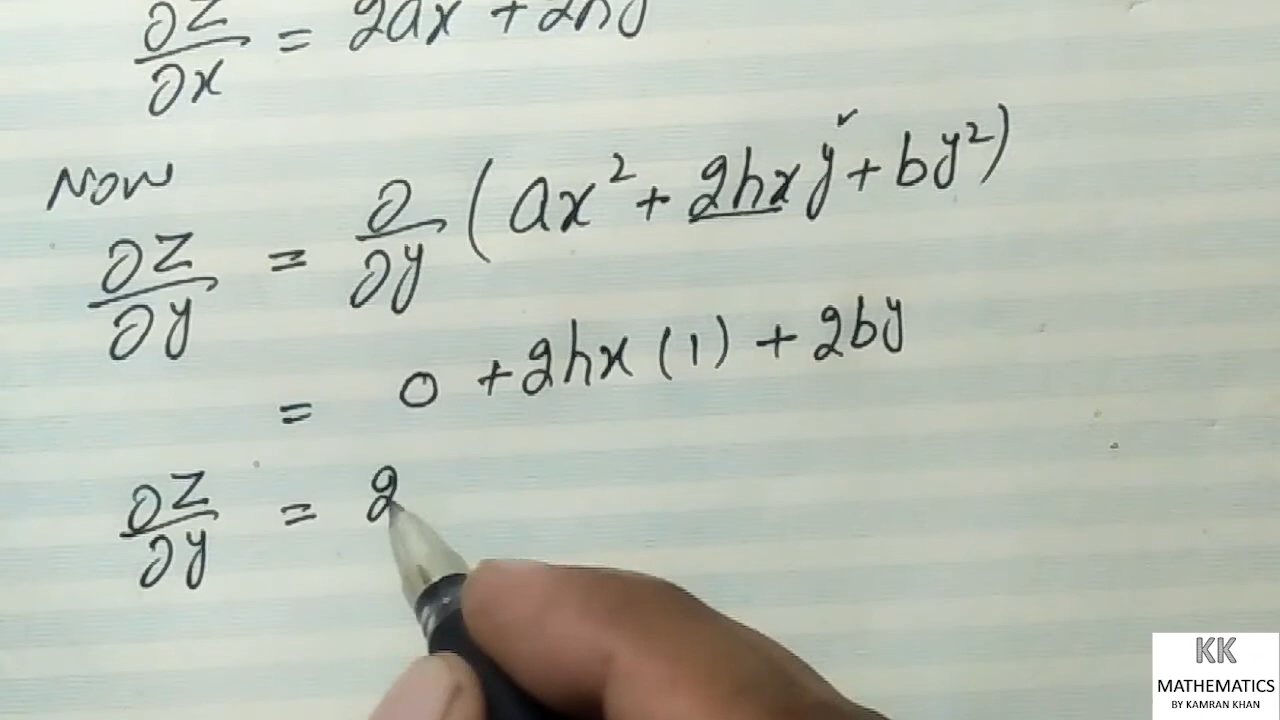 ∂z/∂x = 2ax + 2hy
Now
∂z/∂y = ∂/∂y (ax² + 2hxy + by²)
= 0 + 2hx (1) + 2by
∂z/∂y = 2
KK
MATHEMATICS
BY KAMRAN KHAN